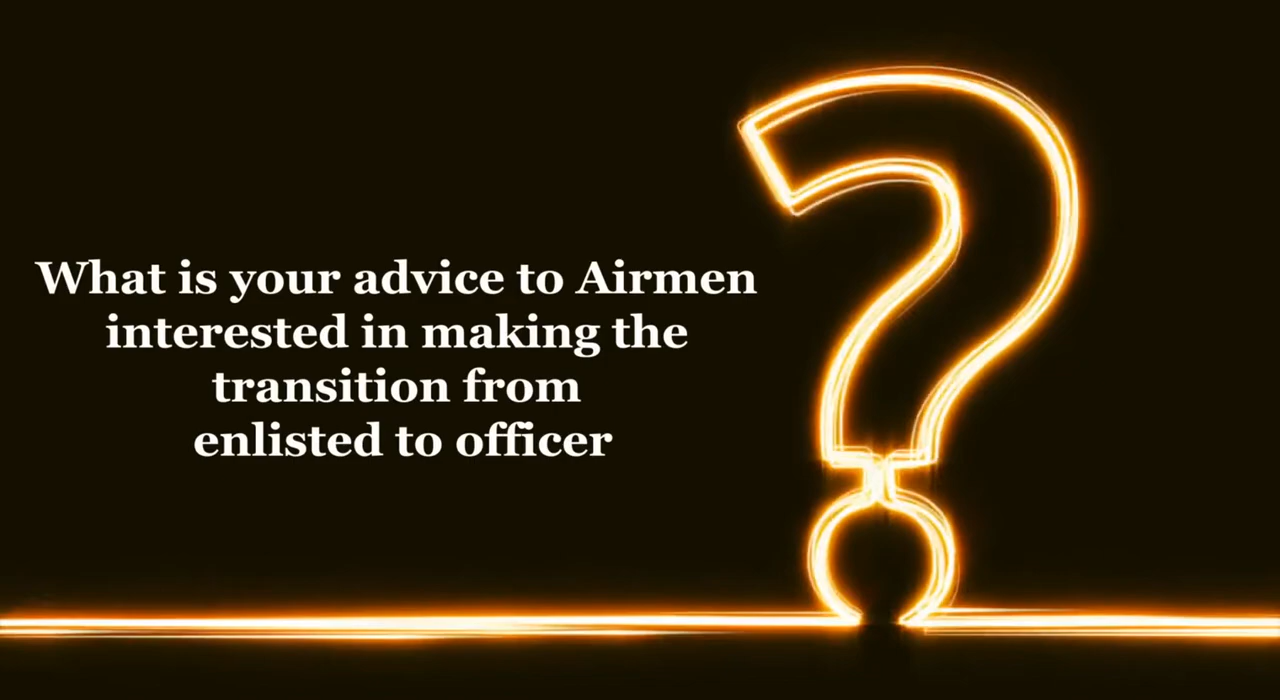 What is your advice to Airmen
interested in making the
transition from
enlisted to officer